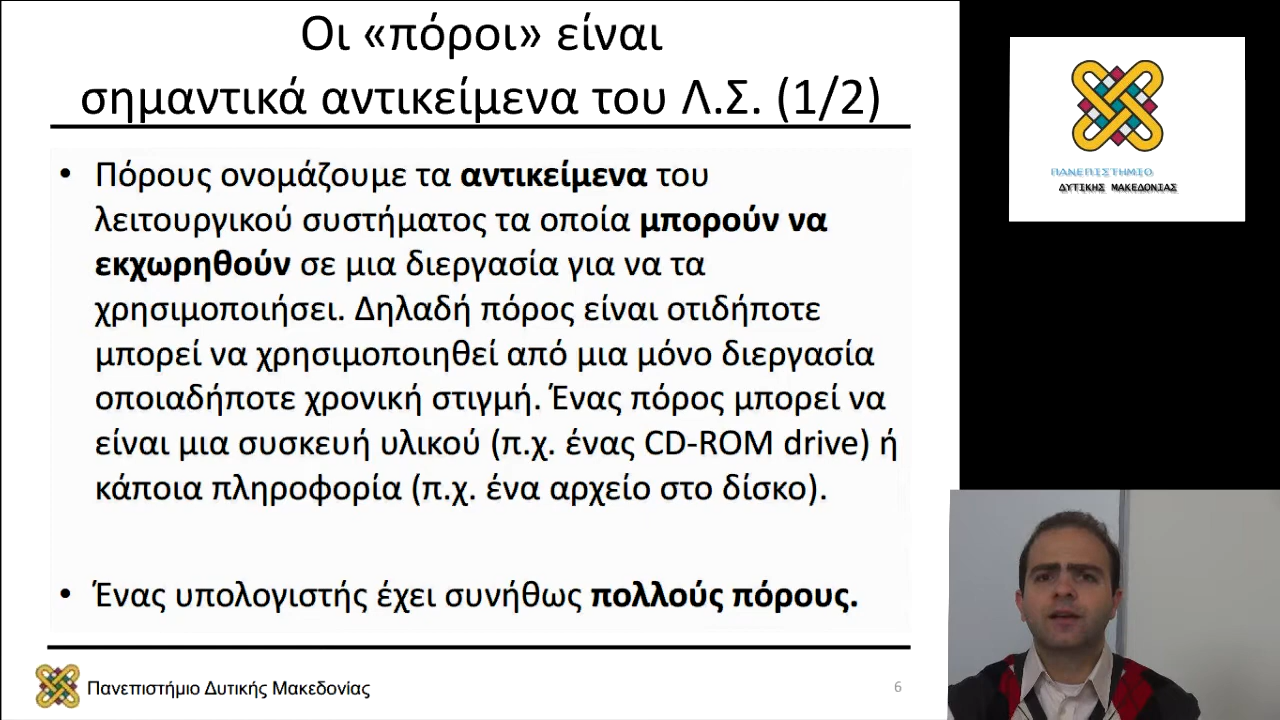 Οι «πόροι» είναι
σημαντικά αντικείμενα του Λ.Σ. (1/2)
• Πόρους ονομάζουμε τα αντικείμενα του
λειτουργικού συστήματος τα οποία μπορούν να
εκχωρηθούν σε μια διεργασία για να τα
χρησιμοποιήσει. Δηλαδή πόρος είναι οτιδήποτε
μπορεί να χρησιμοποιηθεί από μια μόνο διεργασία
οποιαδήποτε χρονική στιγμή. Ένας πόρος μπορεί να
είναι μια συσκευή υλικού (π.χ. ένας CD-ROM drive) ή
κάποια πληροφορία (π.χ. ένα αρχείο στο δίσκο).
• Ένας υπολογιστής έχει συνήθως πολλούς πόρους.
Πανεπιστήμιο Δυτικής Μακεδονίας
6
ΠΑΝΕΠΙΣΤΗΜΙΟ
ΔΥΤΙΚΗΣ ΜΑΚΕΔΟΝΙΑΣ